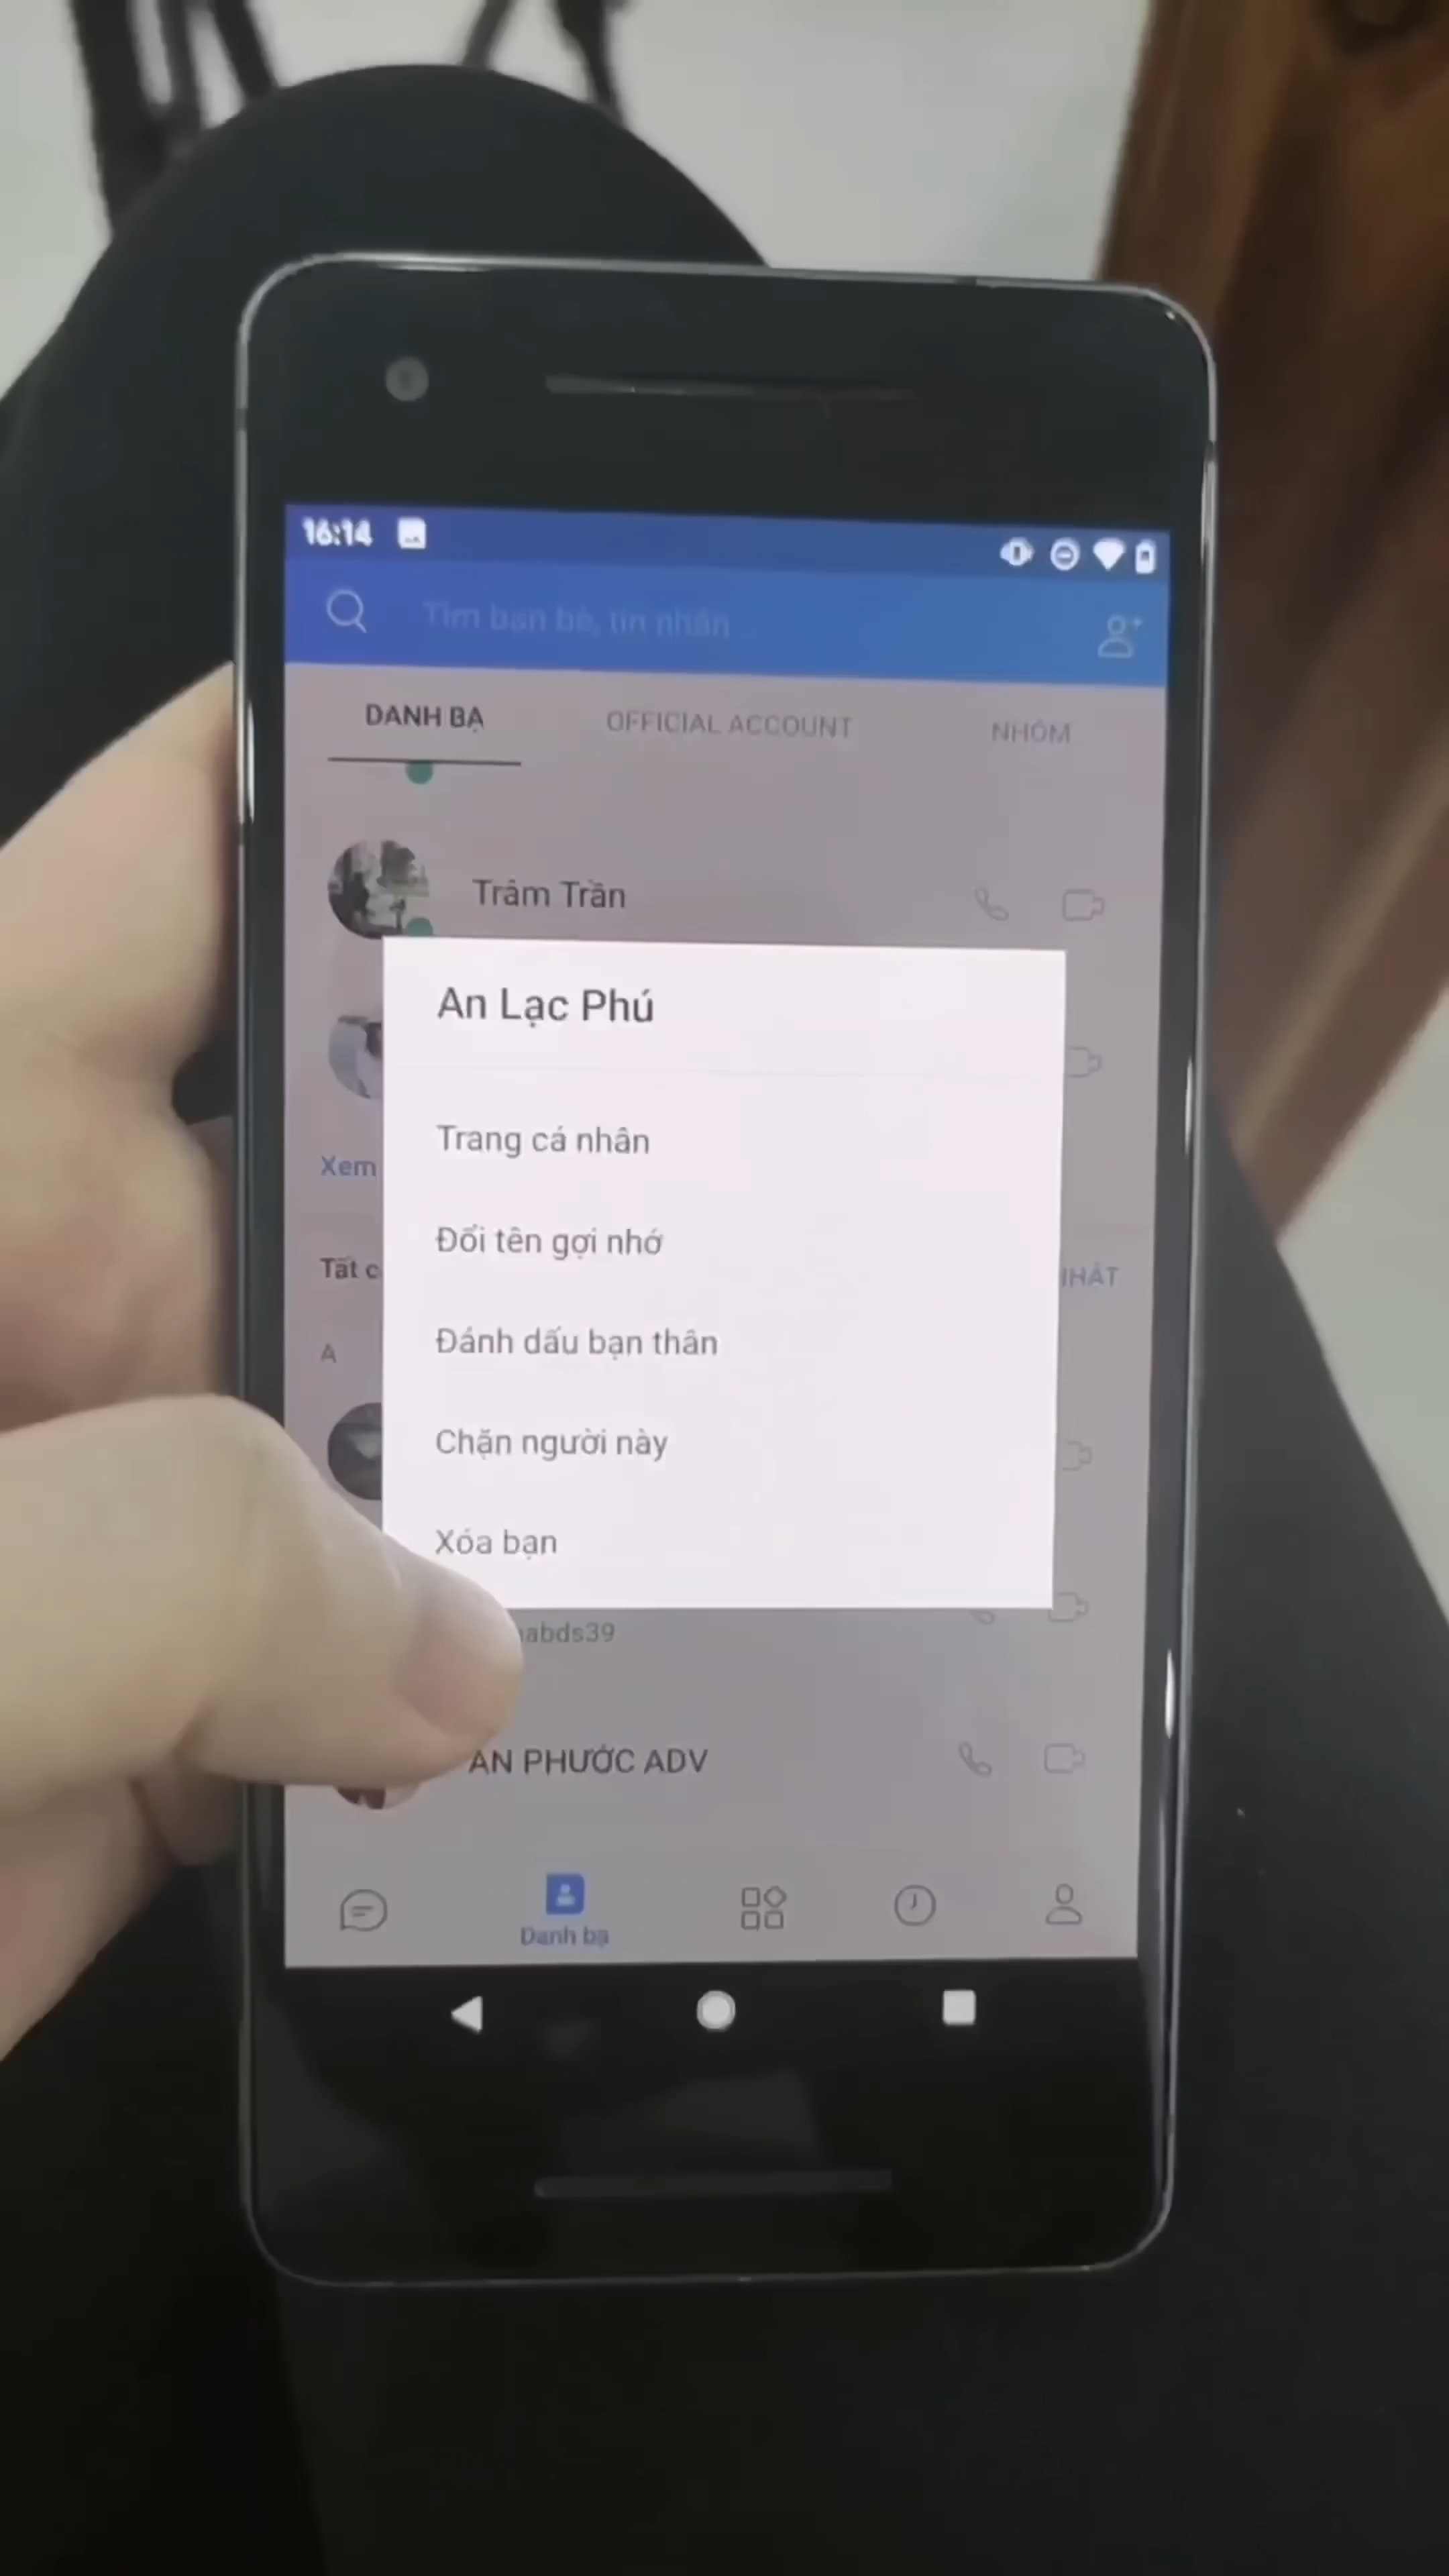 16:14
Tìm bạn bè, tin nhắn
DANH BẠ OFFICIAL ACCOUNT NHÓM
Trâm Trần
An Lạc Phú
Trang cá nhân
Xem
Đổi tên gợi nhớ
Tất c
Đánh dấu bạn thân
A
Chặn người này
Xóa bạn
abds39
AN PHƯỚC ADV
Danh bạ